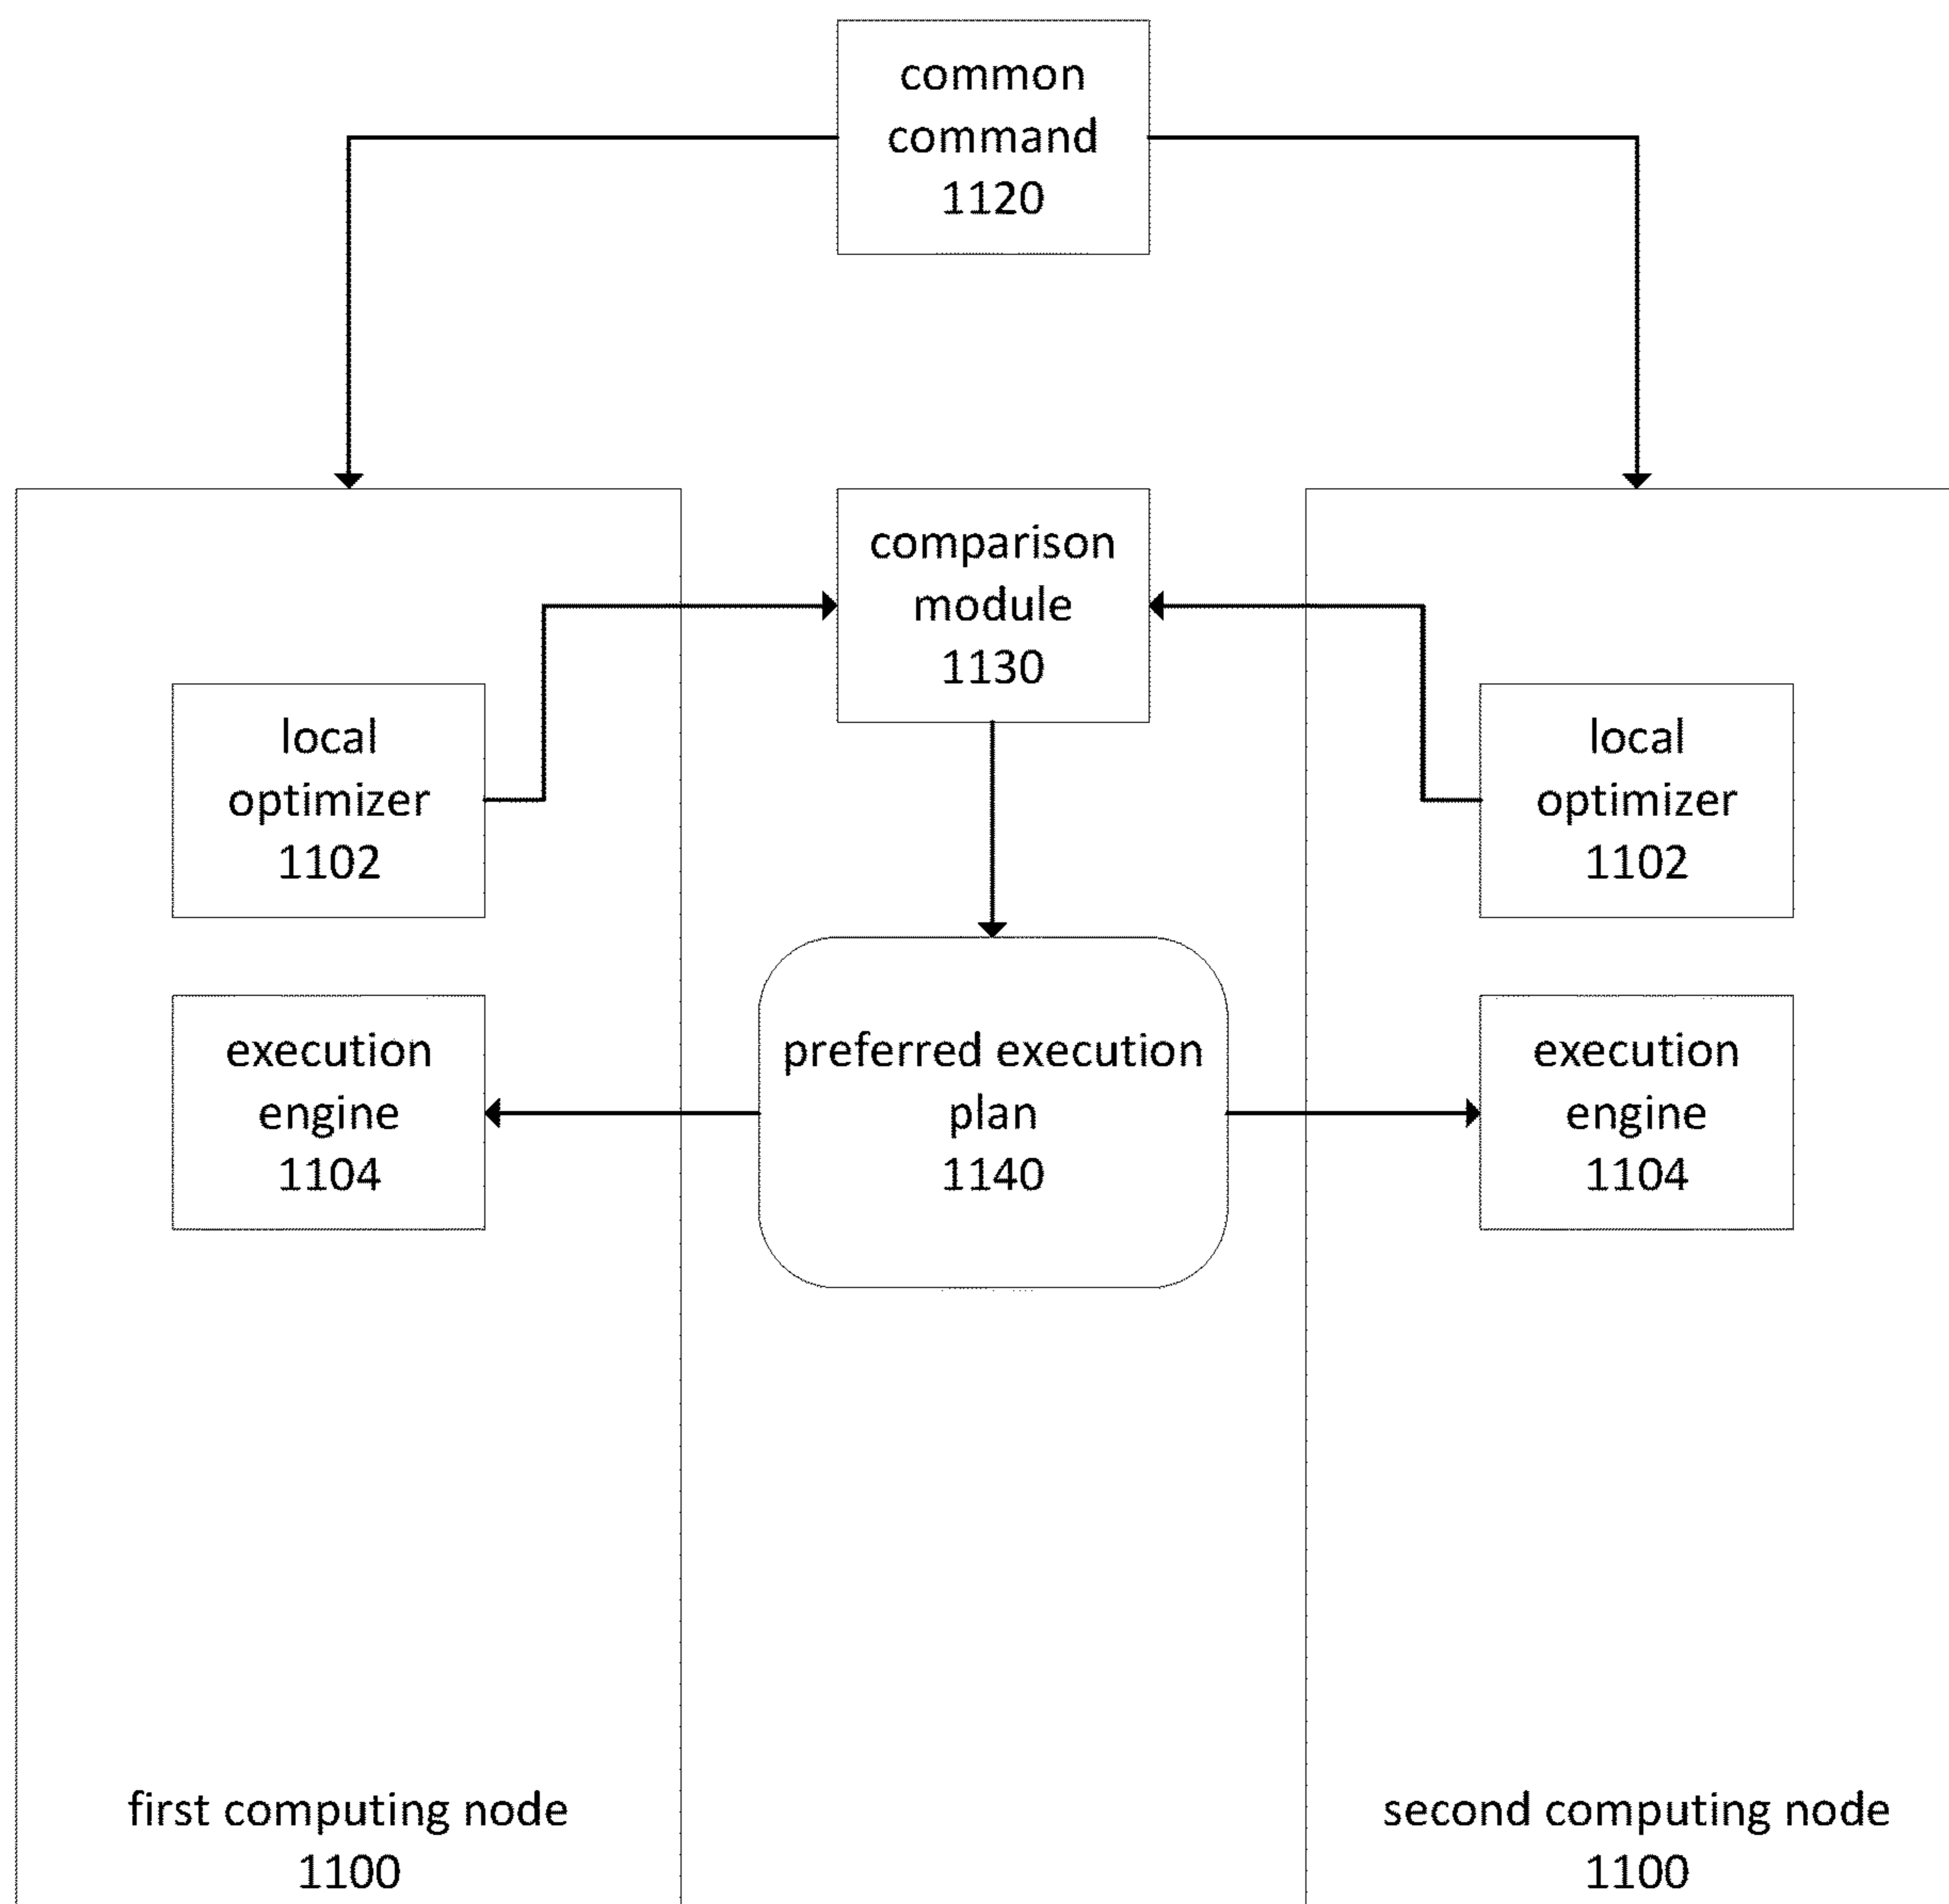 common
command
1120
comparison
module
1130
local
optimizer
1102
local
optimizer
1102
execution
engine
1104
preferred execution
plan
1140
execution
engine
1104
first computing node
1100
second computing node
1100